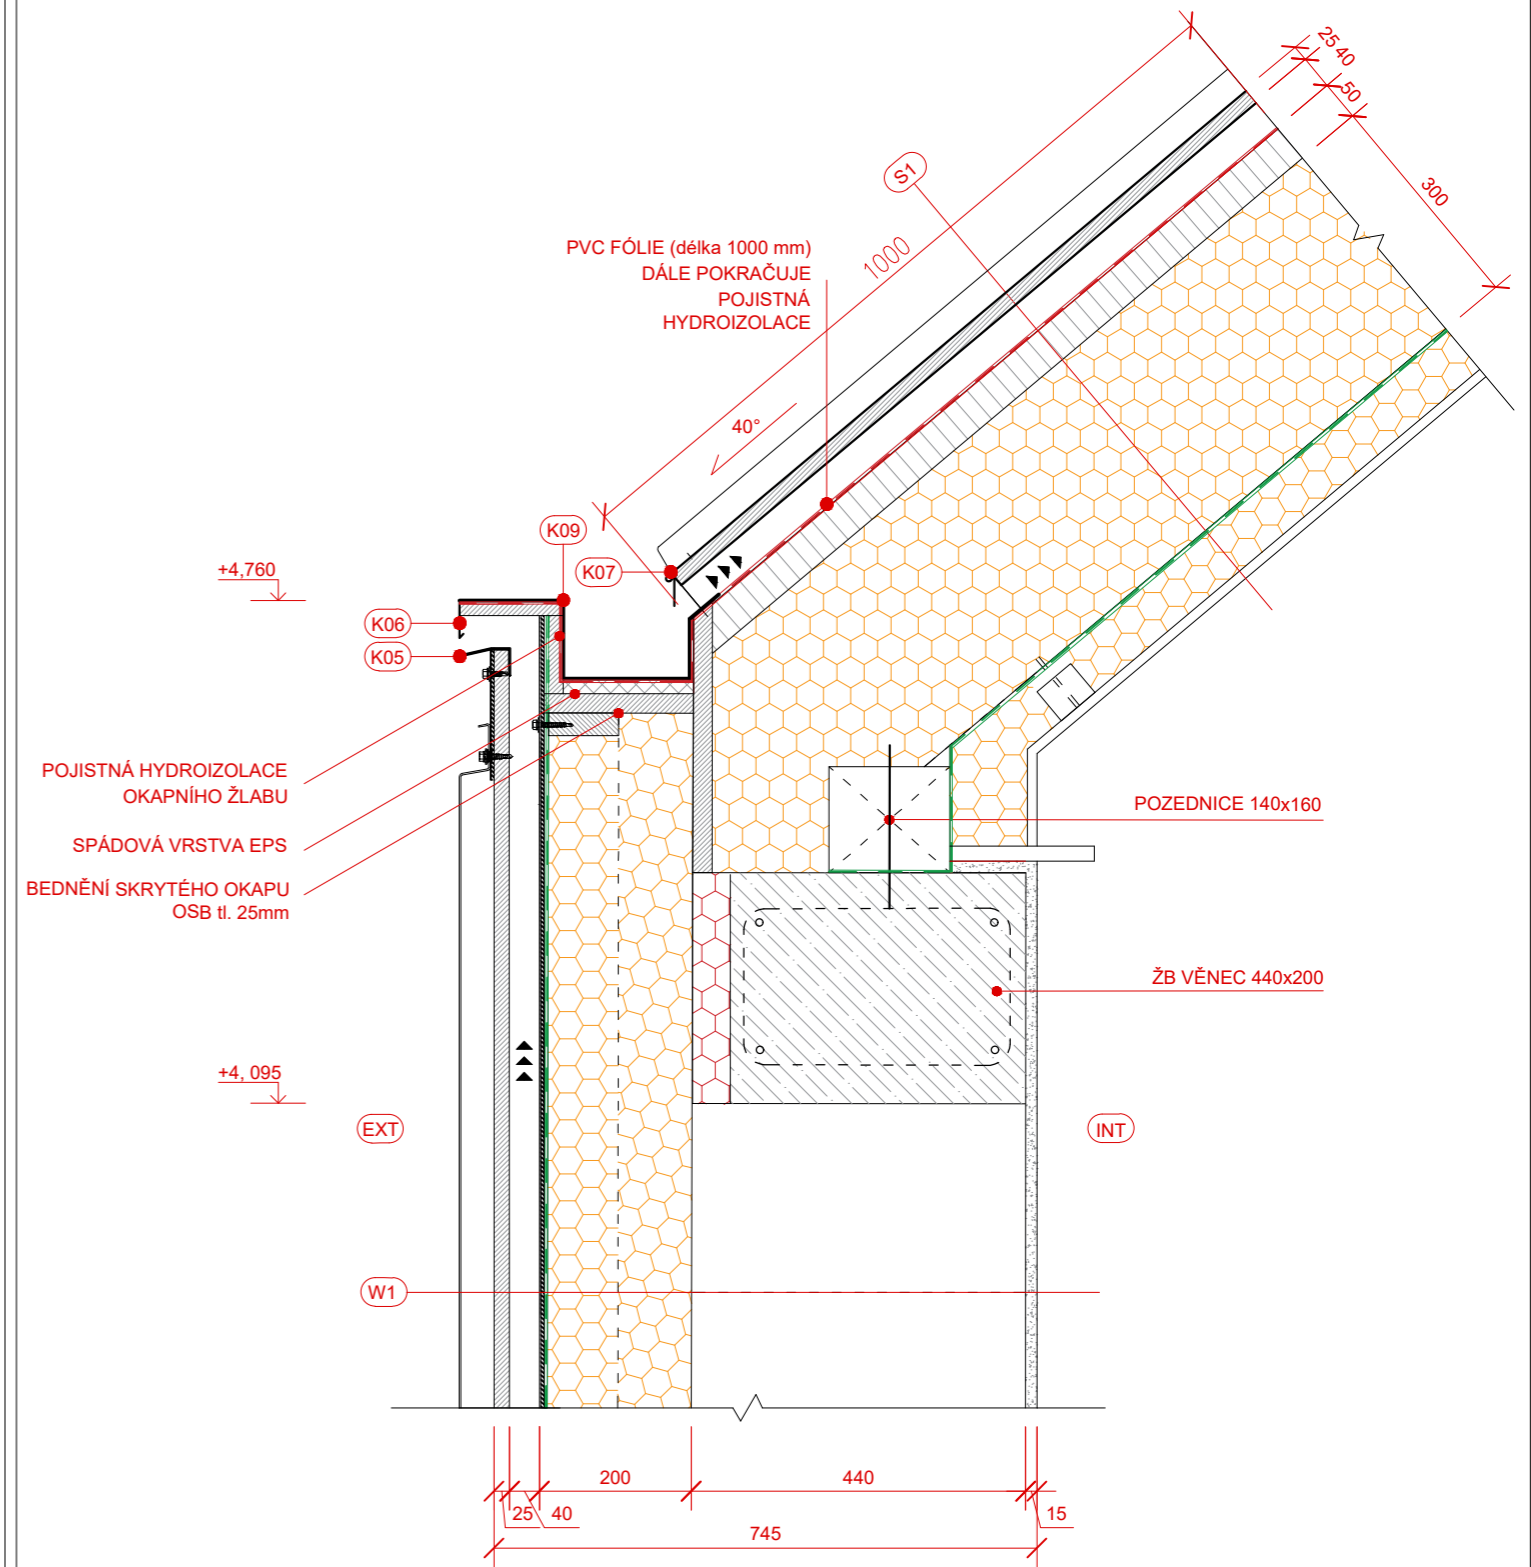 25
40
50
300
S1
1000
PVC FÓLIE (délka 1000 mm)
DÁLE POKRAČUJE
POJISTNÁ
HYDROIZOLACE
40°
K09
K07
+4,760
K06
K05
POJISTNÁ HYDROIZOLACE
OKAPNÍHO ŽLABU
SPÁDOVÁ VRSTVA EPS
BEDNĚNÍ SKRYTÉHO OKAPU
OSB tl. 25mm
POZEDNICE 140x160
ŽB VĚNEC 440x200
+4, 095
EXT
INT
W1
200
440
25
40
15
745